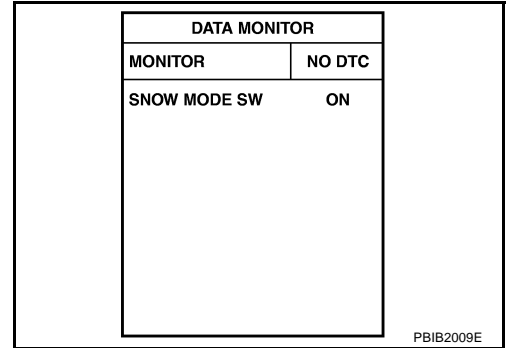 DATA MONITOR
MONITOR NO DTC
SNOW MODE SW ON
PBIB2009E